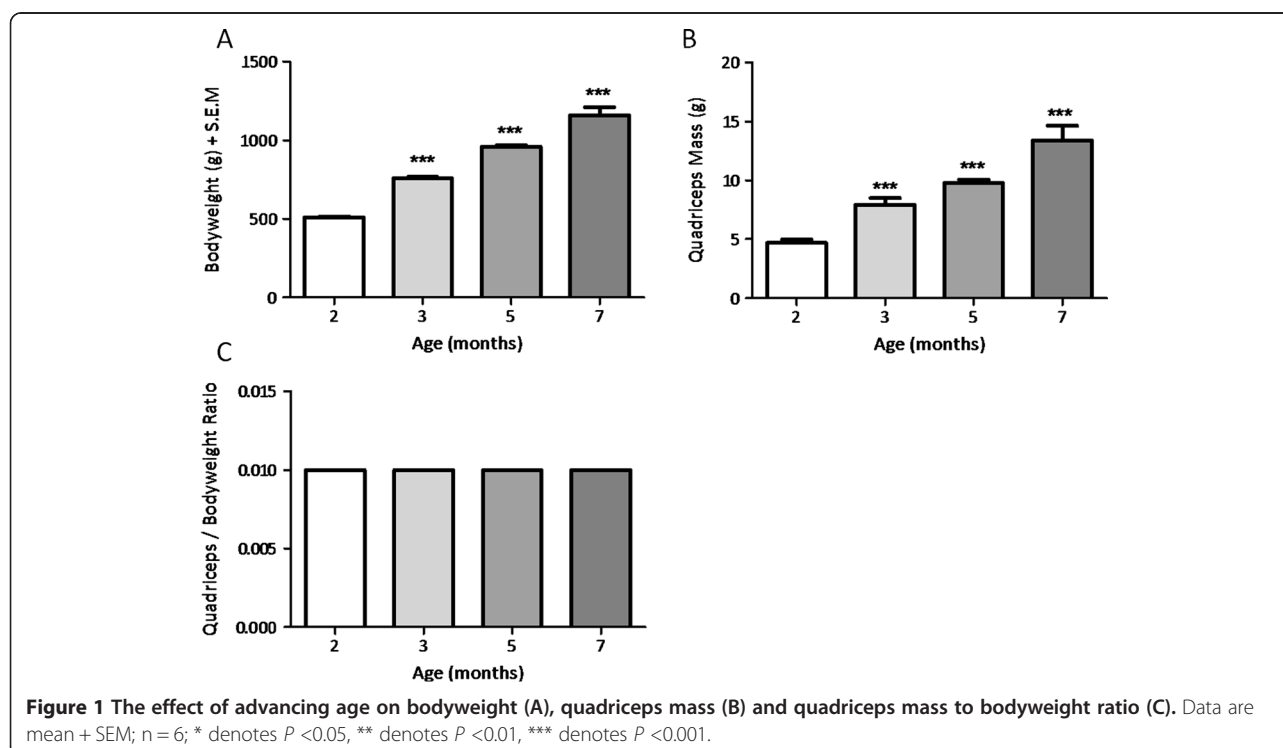 A
Bodyweight (g) + S.E.M
1500
1000
500
0
***
***
***
2 3 5 7
Age (months)
B
Quadriceps Mass (g)
20
15
10
5
0
***
***
***
2 3 5 7
Age (months)
C
Quadriceps / Bodyweight Ratio
0.015
0.010
0.005
0.000
2 3 5 7
Age (months)
Figure 1 The effect of advancing age on bodyweight (A), quadriceps mass (B) and quadriceps mass to bodyweight ratio (C). Data are
mean + SEM; n = 6; * denotes P <0.05, ** denotes P <0.01, *** denotes P <0.001.